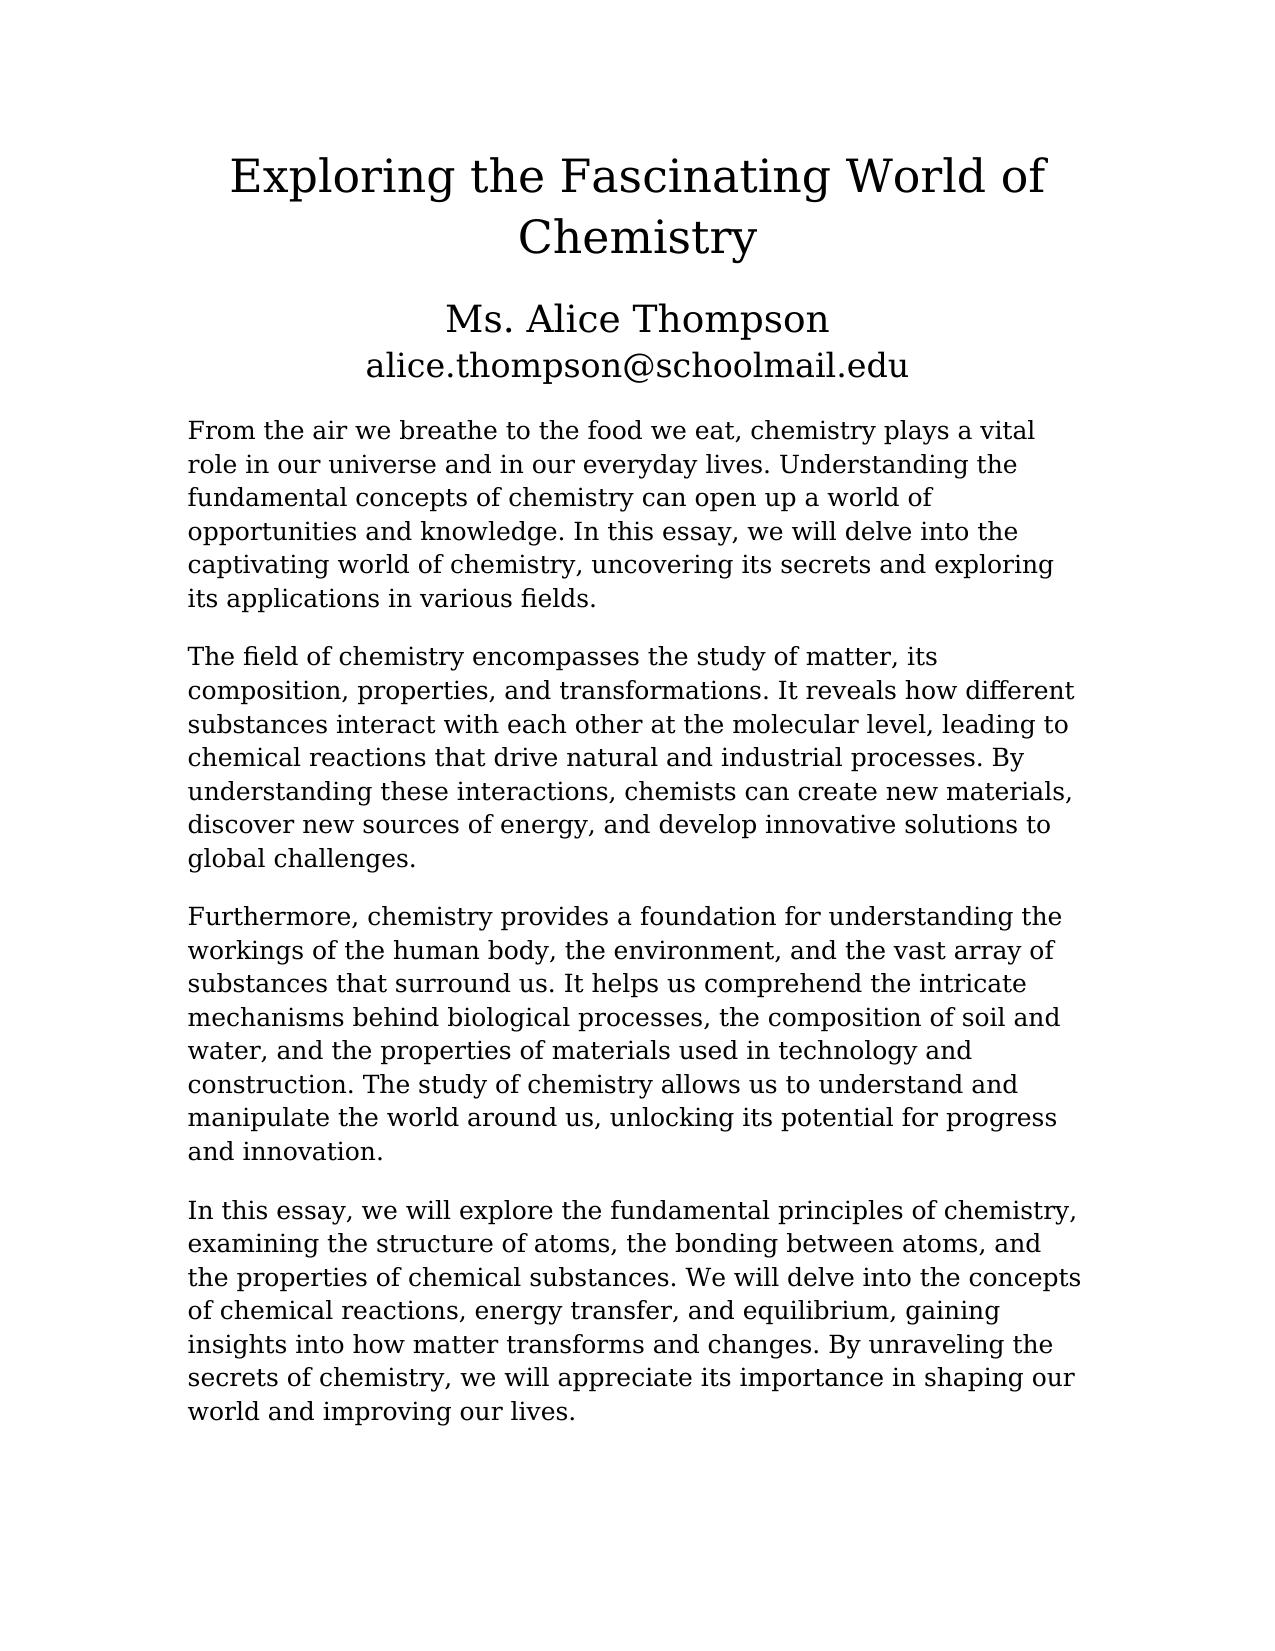 Exploring the Fascinating World of
Chemistry
Ms. Alice Thompson
alice.thompson@schoolmail.edu
From the air we breathe to the food we eat, chemistry plays a vital
role in our universe and in our everyday lives. Understanding the
fundamental concepts of chemistry can open up a world of
opportunities and knowledge. In this essay, we will delve into the
captivating world of chemistry, uncovering its secrets and exploring
its applications in various fields.
The field of chemistry encompasses the study of matter, its
composition, properties, and transformations. It reveals how different
substances interact with each other at the molecular level, leading to
chemical reactions that drive natural and industrial processes. By
understanding these interactions, chemists can create new materials,
discover new sources of energy, and develop innovative solutions to
global challenges.
Furthermore, chemistry provides a foundation for understanding the
workings of the human body, the environment, and the vast array of
substances that surround us. It helps us comprehend the intricate
mechanisms behind biological processes, the composition of soil and
water, and the properties of materials used in technology and
construction. The study of chemistry allows us to understand and
manipulate the world around us, unlocking its potential for progress
and innovation.
In this essay, we will explore the fundamental principles of chemistry,
examining the structure of atoms, the bonding between atoms, and
the properties of chemical substances. We will delve into the concepts
of chemical reactions, energy transfer, and equilibrium, gaining
insights into how matter transforms and changes. By unraveling the
secrets of chemistry, we will appreciate its importance in shaping our
world and improving our lives.